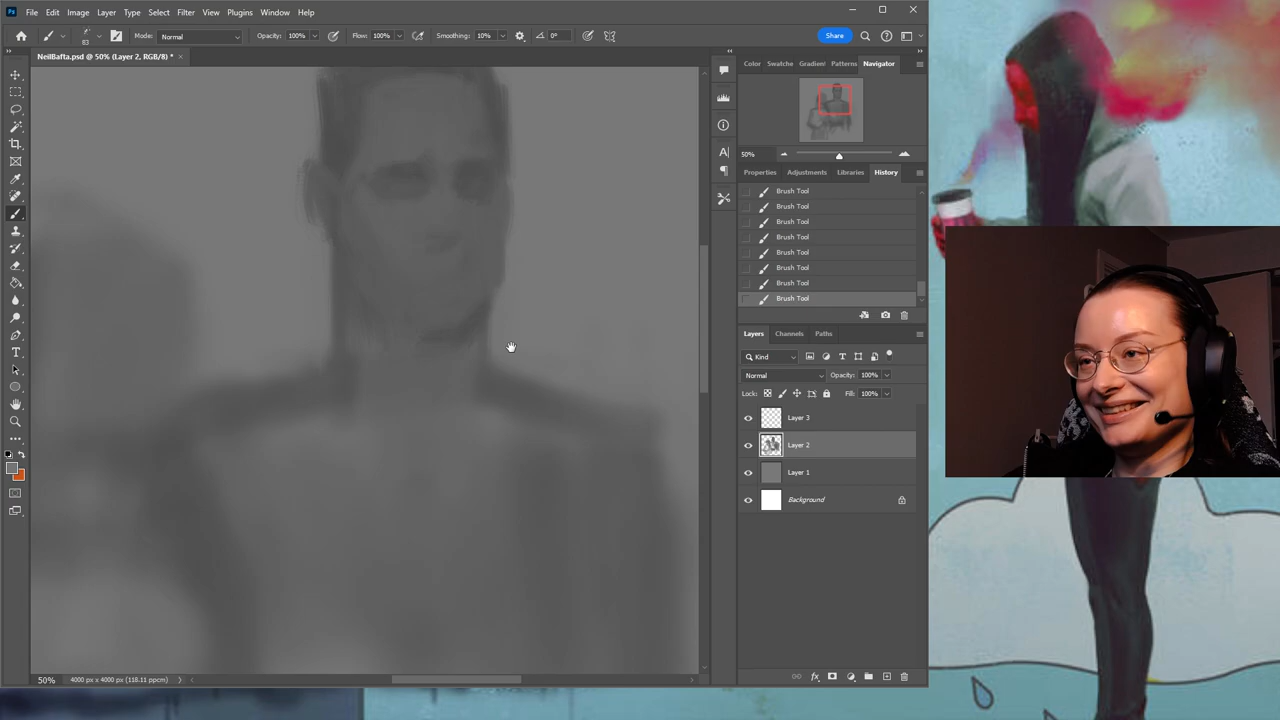 Ps File Edit Image Layer Type Select Filter Plugins View Window Help
83 Mode: Normal Opacity: 100% Flow: 100% Smoothing: 10% 0° Share
NeilBafta.psd @ 50% (Layer 2, RGB/8) *
Color Swatche Gradien Patterns Navigator
50%
Properties Adjustments Libraries History
Brush Tool
Brush Tool
Brush Tool
Brush Tool
Brush Tool
Brush Tool
Brush Tool
Brush Tool
Layers Channels Paths
Kind
Normal Opacity: 100%
Lock: Fill: 100%
Layer 3
Layer 2
Layer 1
Background
50% 4000 px x 4000 px (118.11 ppcm)